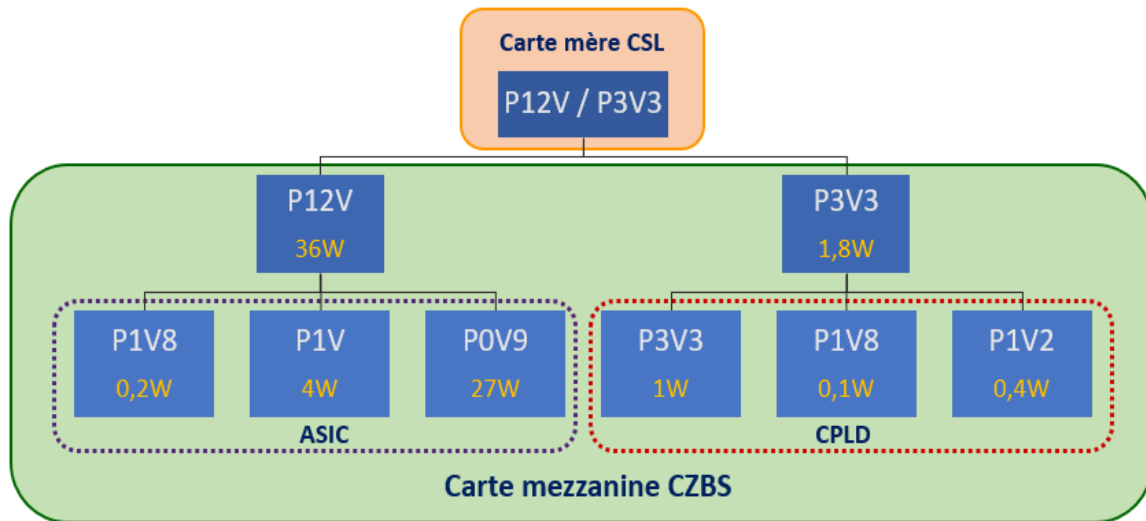 Carte mère CSL
P12V / P3V3
P12V
36W
P3V3
1,8W
P1V8
0,2W
P1V
4W
P0V9
27W
ASIC
P3V3
1W
P1V8
0,1W
P1V2
0,4W
CPLD
Carte mezzanine CZBS